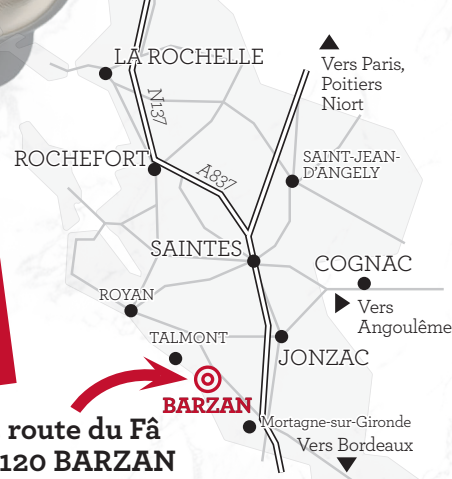 LA ROCHELLE
Vers Paris,
Poitiers
Niort
N137
ROCHEFORT
A837
SAINT-JEAN-
D'ANGELY
SAINTES
COGNAC
ROYAN
Vers
Angoulême
TALMONT
JONZAC
BARZAN
Mortagne-sur-Gironde
route du Fâ
Vers Bordeaux
120 BARZAN